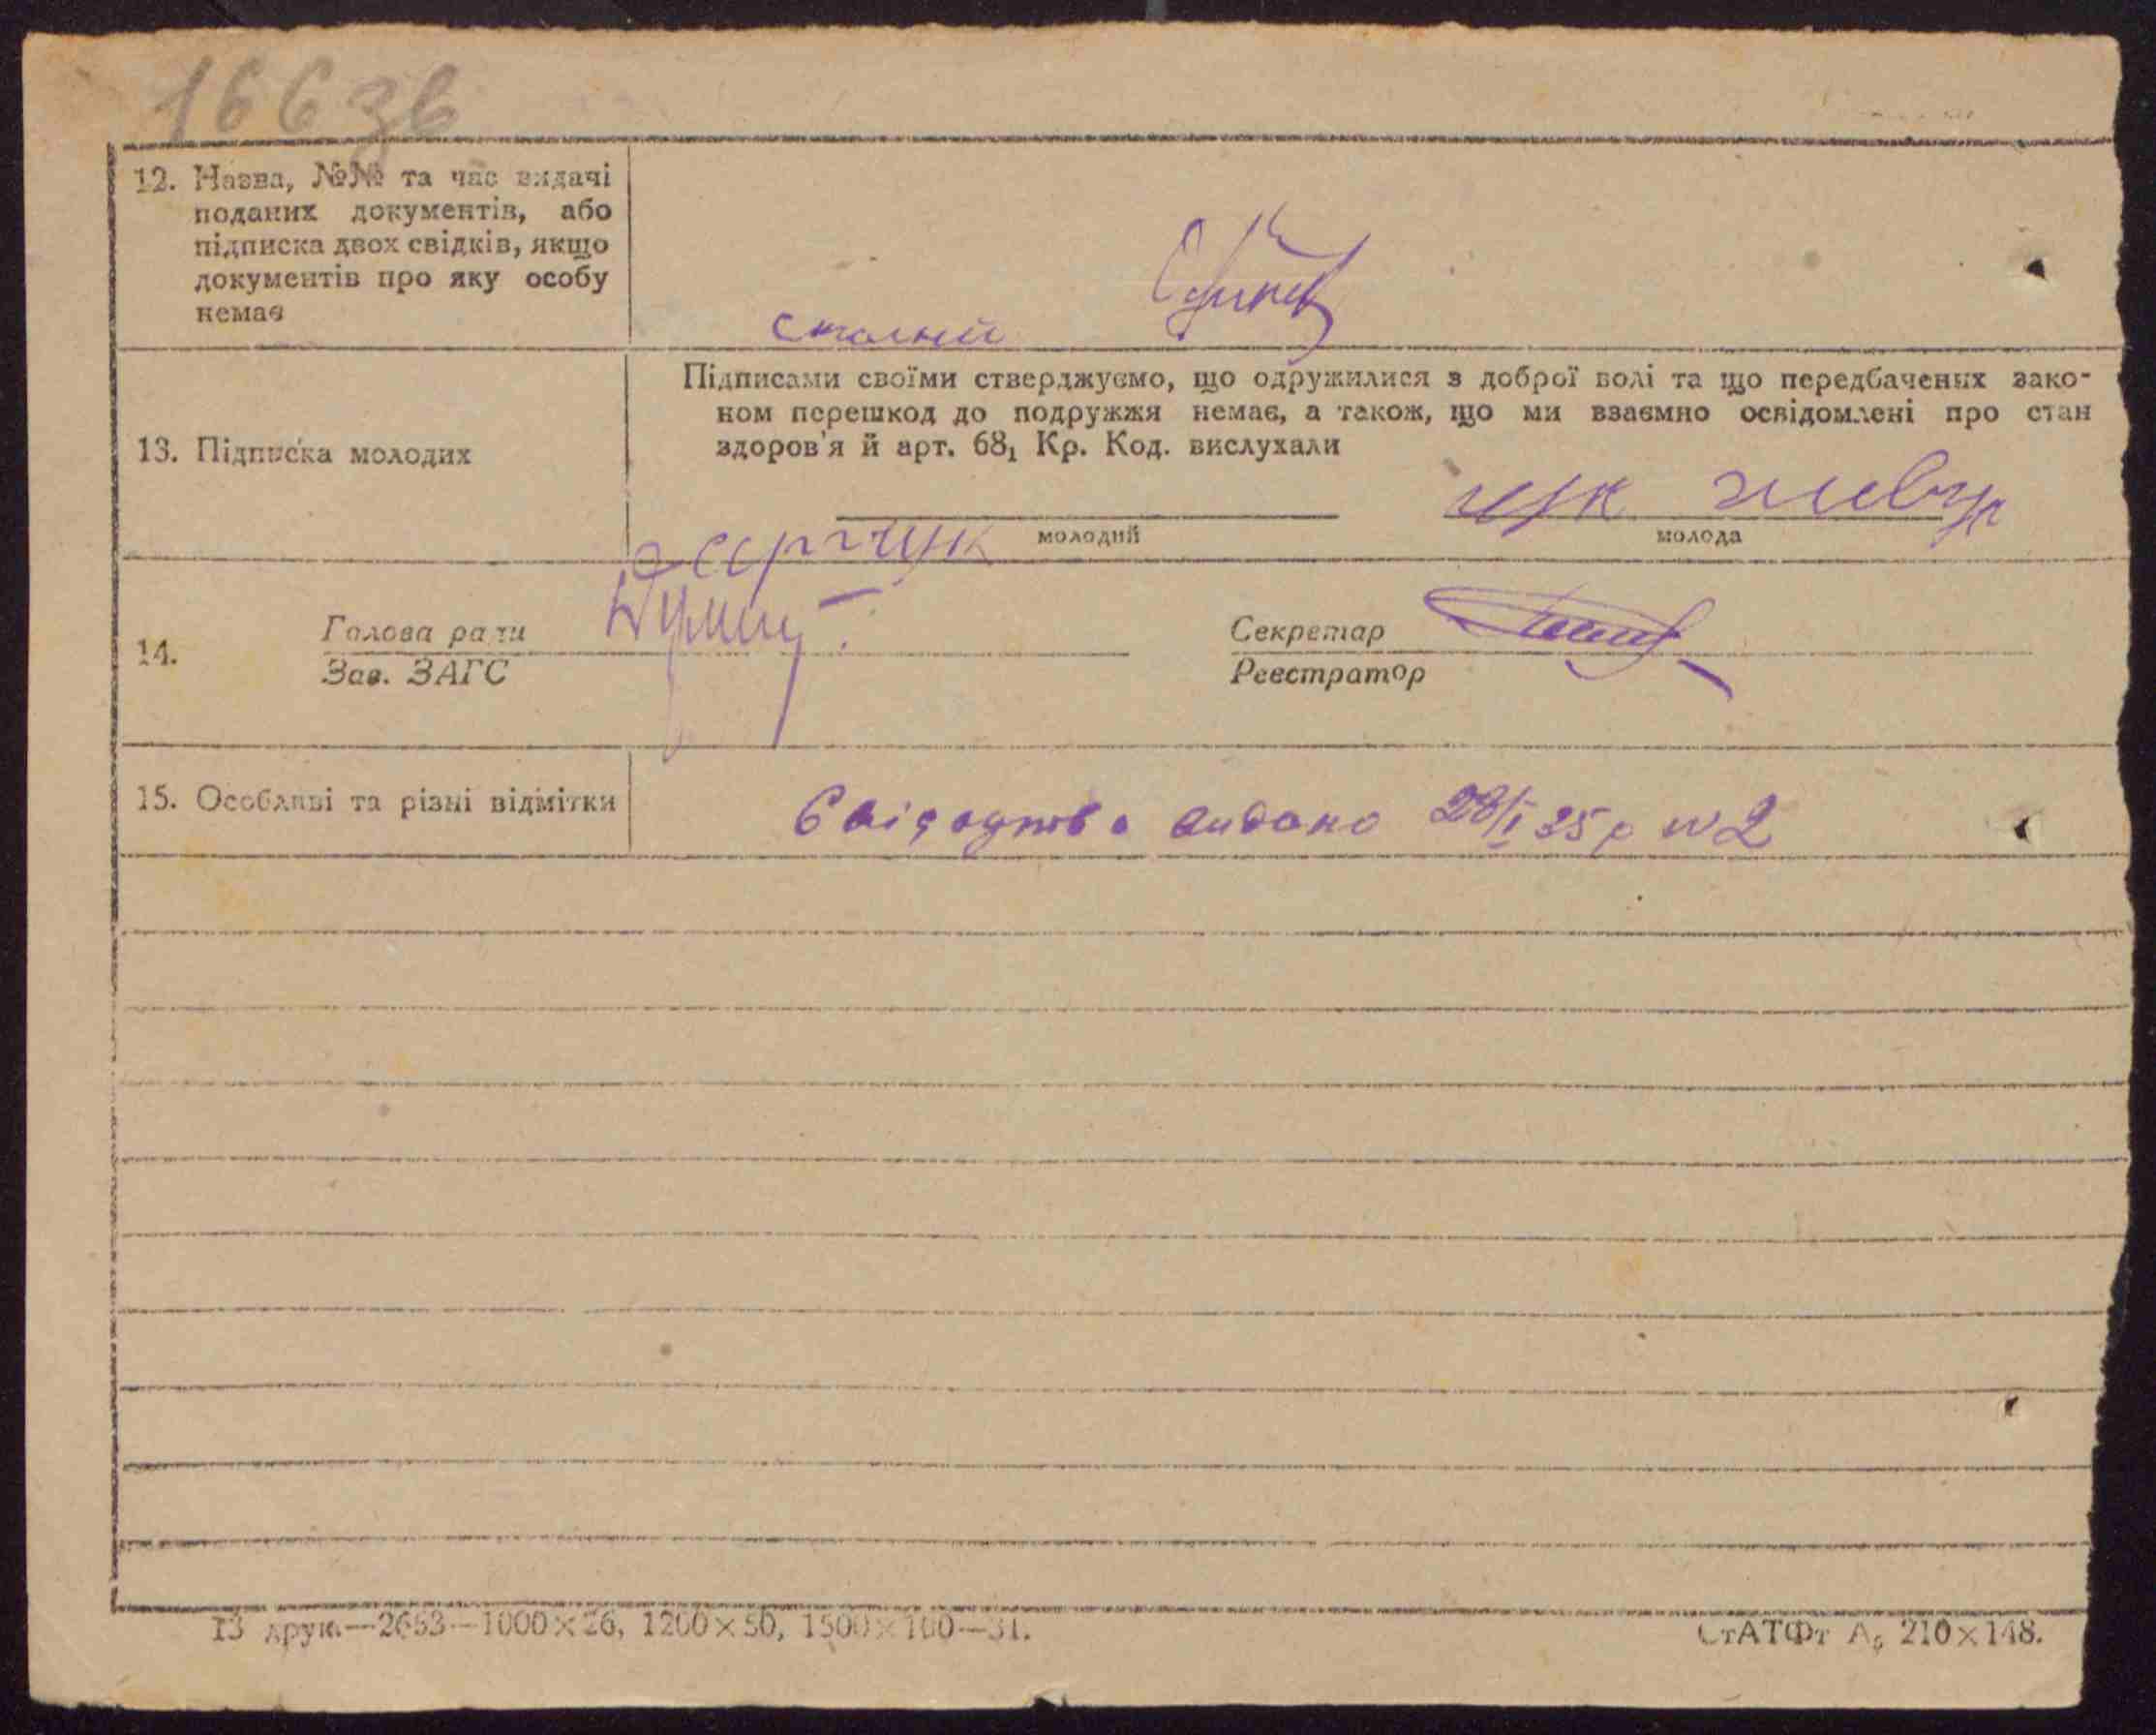 166 зв
12. Назва, №№ та час видачі
поданих документів, або
підписка двох свідків, якщо
документів про яку особу
немає
13. Підписка молодих
Підписами своїми стверджуємо, що одружилися з доброї волі та що передбачених зако-
ном перешкод до подружжя немає, а також, що ми взаємно освідомлені про стан
здоров'я й арт. 68₁ Кр. Код. вислухали
молодий
молода
14.
Голова ради
Зав. ЗАГС
Секретар
Реєстратор
15. Особливі та різні відмітки
видано 28/I 35 р №2
ІЗ друк.—2653—1000×26, 1200×50, 1500×100—31.
СтАТФт А₅ 210×148.